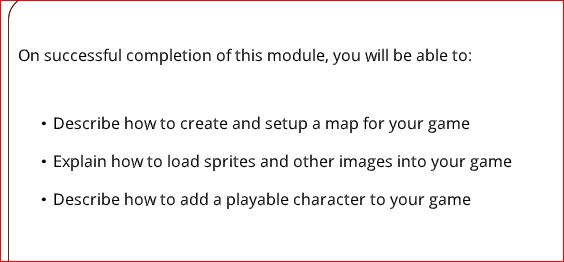 On successful completion of this module, you will be able to:
• Describe how to create and setup a map for your game
• Explain how to load sprites and other images into your game
• Describe how to add a playable character to your game